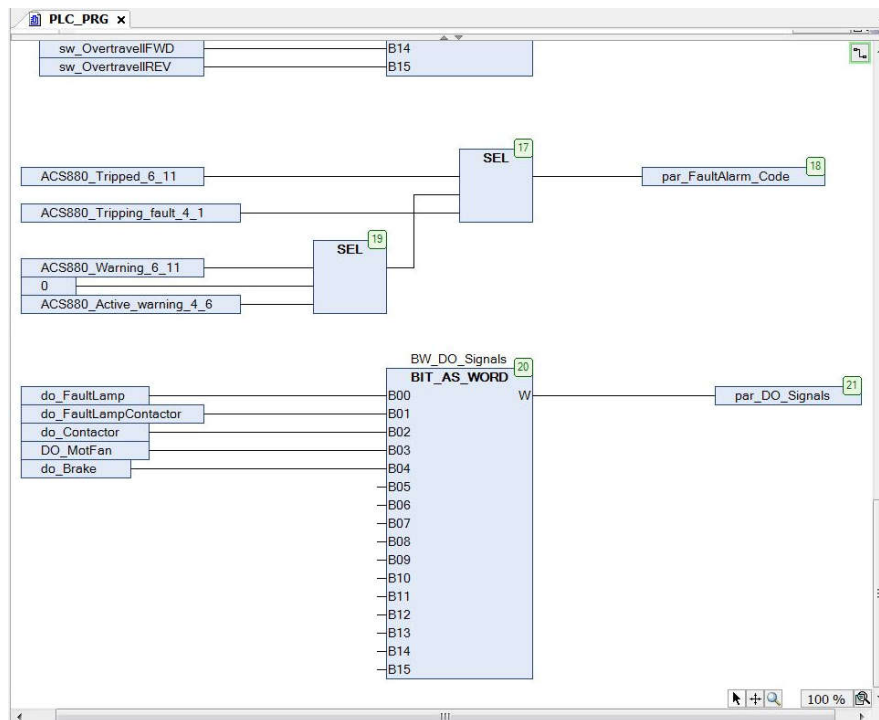 PLC_PRG
sw_OvertravelIFWD B14
sw_OvertravelIREV B15
SEL 17
ACS880_Tripped_6_11
par_FaultAlarm_Code 18
ACS880_Tripping_fault_4_1
SEL 19
ACS880_Warning_6_11
0
ACS880_Active_warning_4_6
BW_DO_Signals
BIT_AS_WORD 20
do_FaultLamp B00 W par_DO_Signals 21
do_FaultLampContactor B01
do_Contactor B02
DO_MotFan B03
do_Brake B04
B05
B06
B07
B08
B09
B10
B11
B12
B13
B14
B15
100 %